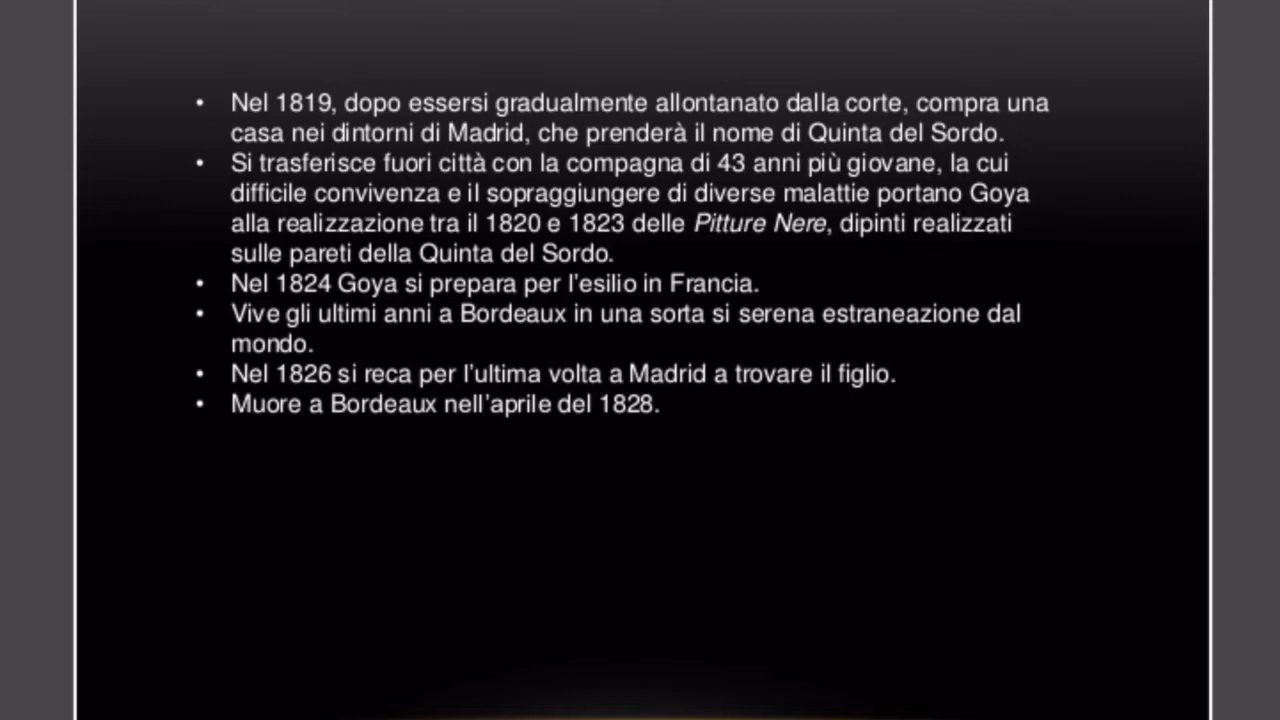 • Nel 1819, dopo essersi gradualmente allontanato dalla corte, compra una
casa nei dintorni di Madrid, che prenderà il nome di Quinta del Sordo.
• Si trasferisce fuori città con la compagna di 43 anni più giovane, la cui
difficile convivenza e il sopraggiungere di diverse malattie portano Goya
alla realizzazione tra il 1820 e 1823 delle Pitture Nere, dipinti realizzati
sulle pareti della Quinta del Sordo.
• Nel 1824 Goya si prepara per l'esilio in Francia.
• Vive gli ultimi anni a Bordeaux in una sorta si serena estraneazione dal
mondo.
• Nel 1826 si reca per l'ultima volta a Madrid a trovare il figlio.
• Muore a Bordeaux nell'aprile del 1828.